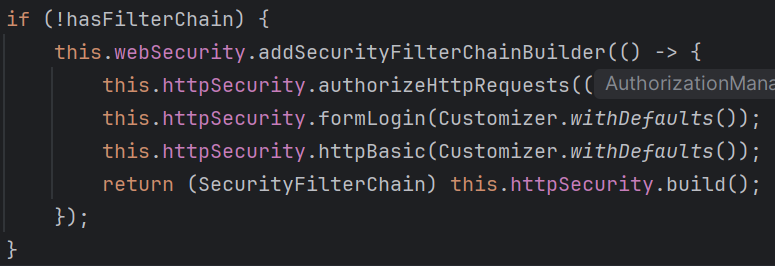 if (!hasFilterChain) {
this.webSecurity.addSecurityFilterChainBuilder(() -> {
this.httpSecurity.authorizeHttpRequests((
this.httpSecurity.formLogin(Customizer.withDefaults());
this.httpSecurity.httpBasic(Customizer.withDefaults());
return (SecurityFilterChain) this.httpSecurity.build();
});
}